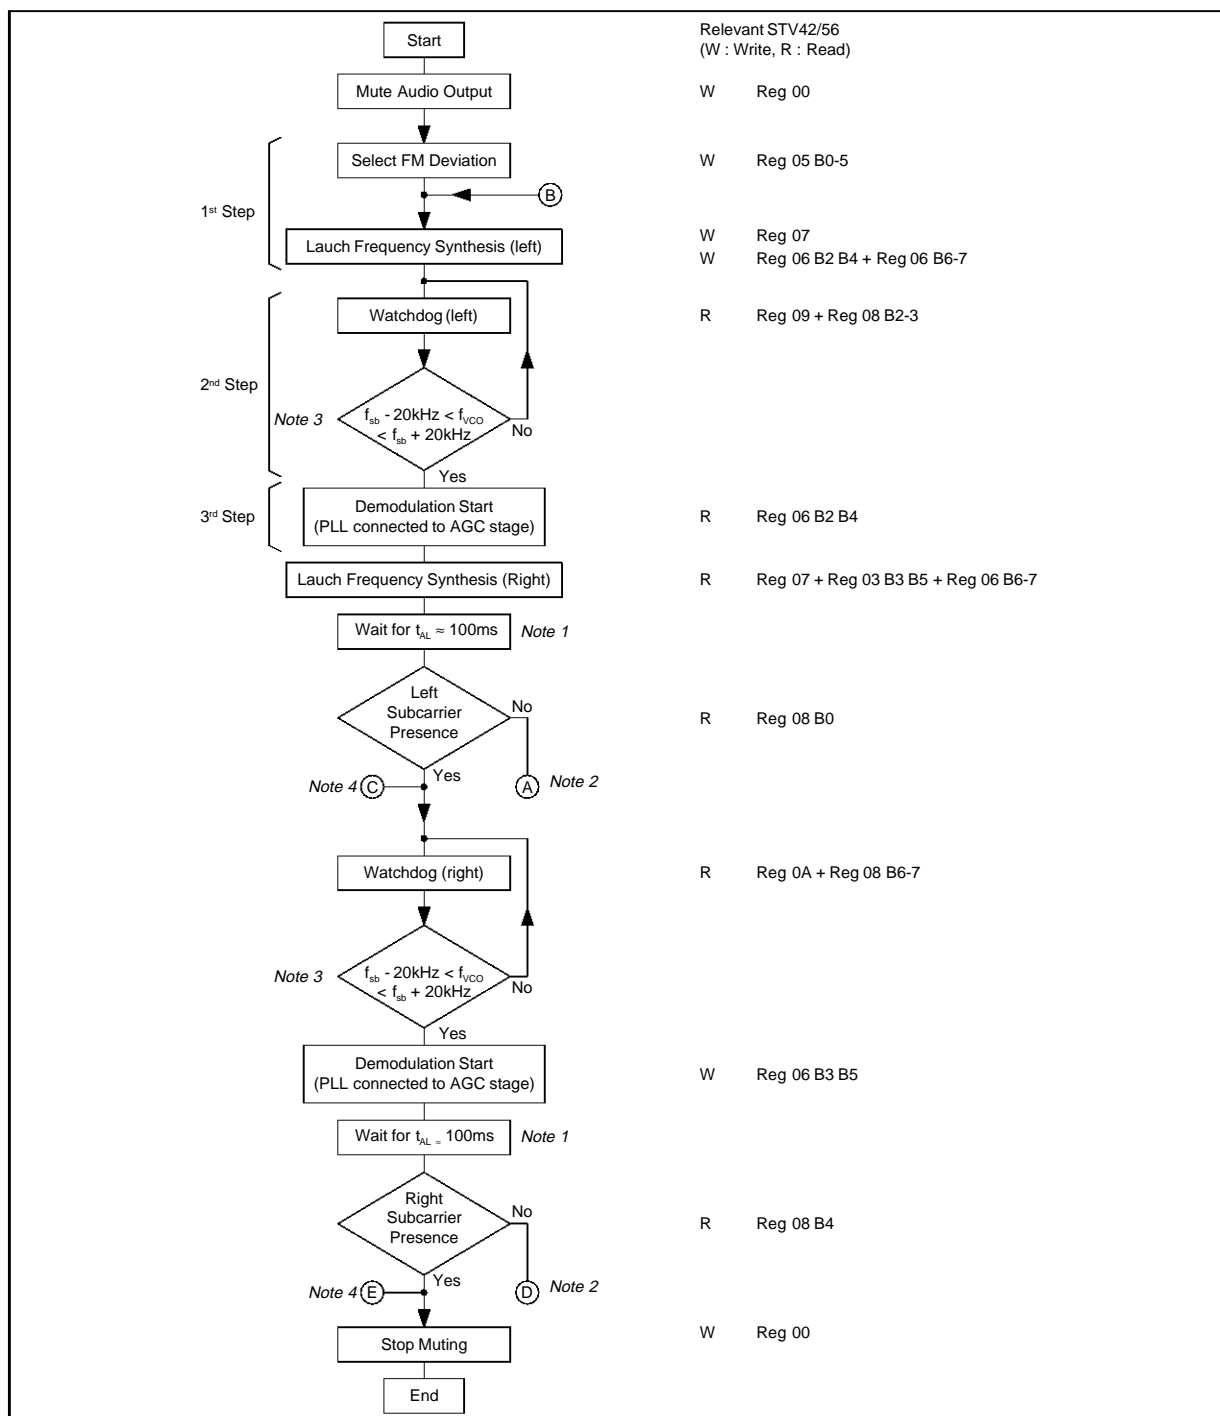 Start
Relevant STV42/56
(W : Write, R : Read)
Mute Audio Output
W Reg 00
Select FM Deviation
W Reg 05 B0-5
B
1st Step
Lauch Frequency Synthesis (left)
W Reg 07
W Reg 06 B2 B4 + Reg 06 B6-7
Watchdog (left)
R Reg 09 + Reg 08 B2-3
2nd Step
Note 3
fsb - 20kHz < fVCO
< fsb + 20kHz
No
Yes
3rd Step
Demodulation Start
(PLL connected to AGC stage)
R Reg 06 B2 B4
Lauch Frequency Synthesis (Right)
R Reg 07 + Reg 03 B3 B5 + Reg 06 B6-7
Wait for tAL ≈ 100ms
Note 1
Left
Subcarrier
Presence
No
R Reg 08 B0
Yes
Note 4
C
A
Note 2
Watchdog (right)
R Reg 0A + Reg 08 B6-7
Note 3
fsb - 20kHz < fVCO
< fsb + 20kHz
No
Yes
Demodulation Start
(PLL connected to AGC stage)
W Reg 06 B3 B5
Wait for tAL ≈ 100ms
Note 1
Right
Subcarrier
Presence
No
R Reg 08 B4
Yes
Note 4
E
D
Note 2
Stop Muting
W Reg 00
End